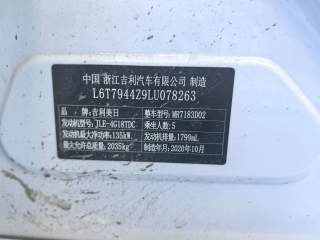 中国 浙江吉利汽车有限公司 制造
L6T7944Z9LU078263
品牌:吉利美日 整车型号:MR7183D02
发动机型号:JLE-4G18TDC 乘坐人数:5
发动机最大净功率:135kW 发动机排量:1799mL
最大允许总质量:2035kg 制造年月:2020年10月